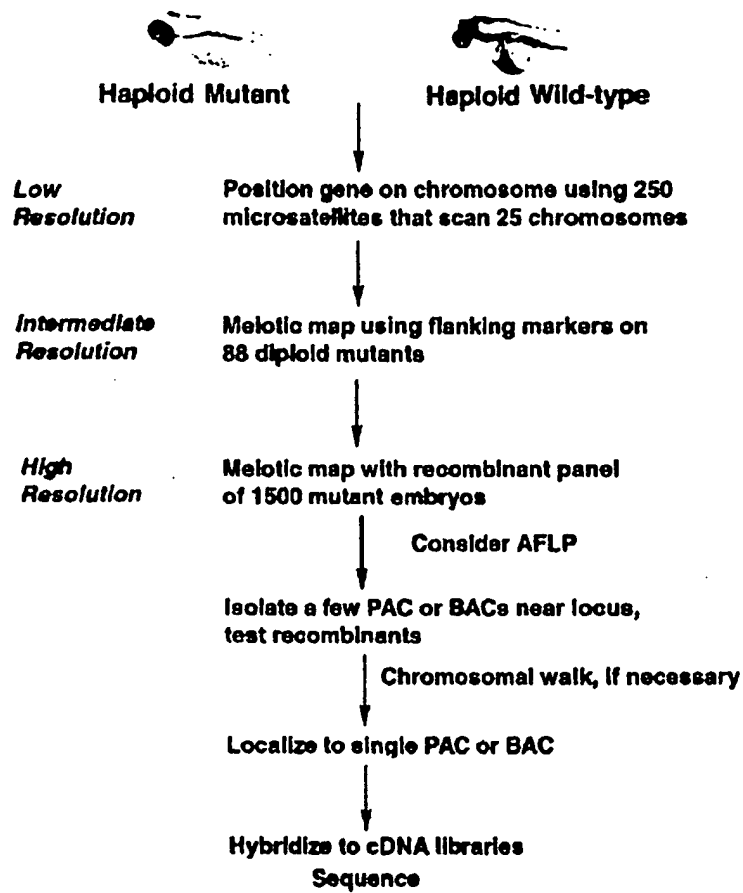 Haploid Mutant
Haploid Wild-type
Low
Resolution
Position gene on chromosome using 250
microsatellites that scan 25 chromosomes
Intermediate
Resolution
Meiotic map using flanking markers on
88 diploid mutants
High
Resolution
Meiotic map with recombinant panel
of 1500 mutant embryos
Consider AFLP
Isolate a few PAC or BACs near locus,
test recombinants
Chromosomal walk, if necessary
Localize to single PAC or BAC
Hybridize to cDNA libraries
Sequence